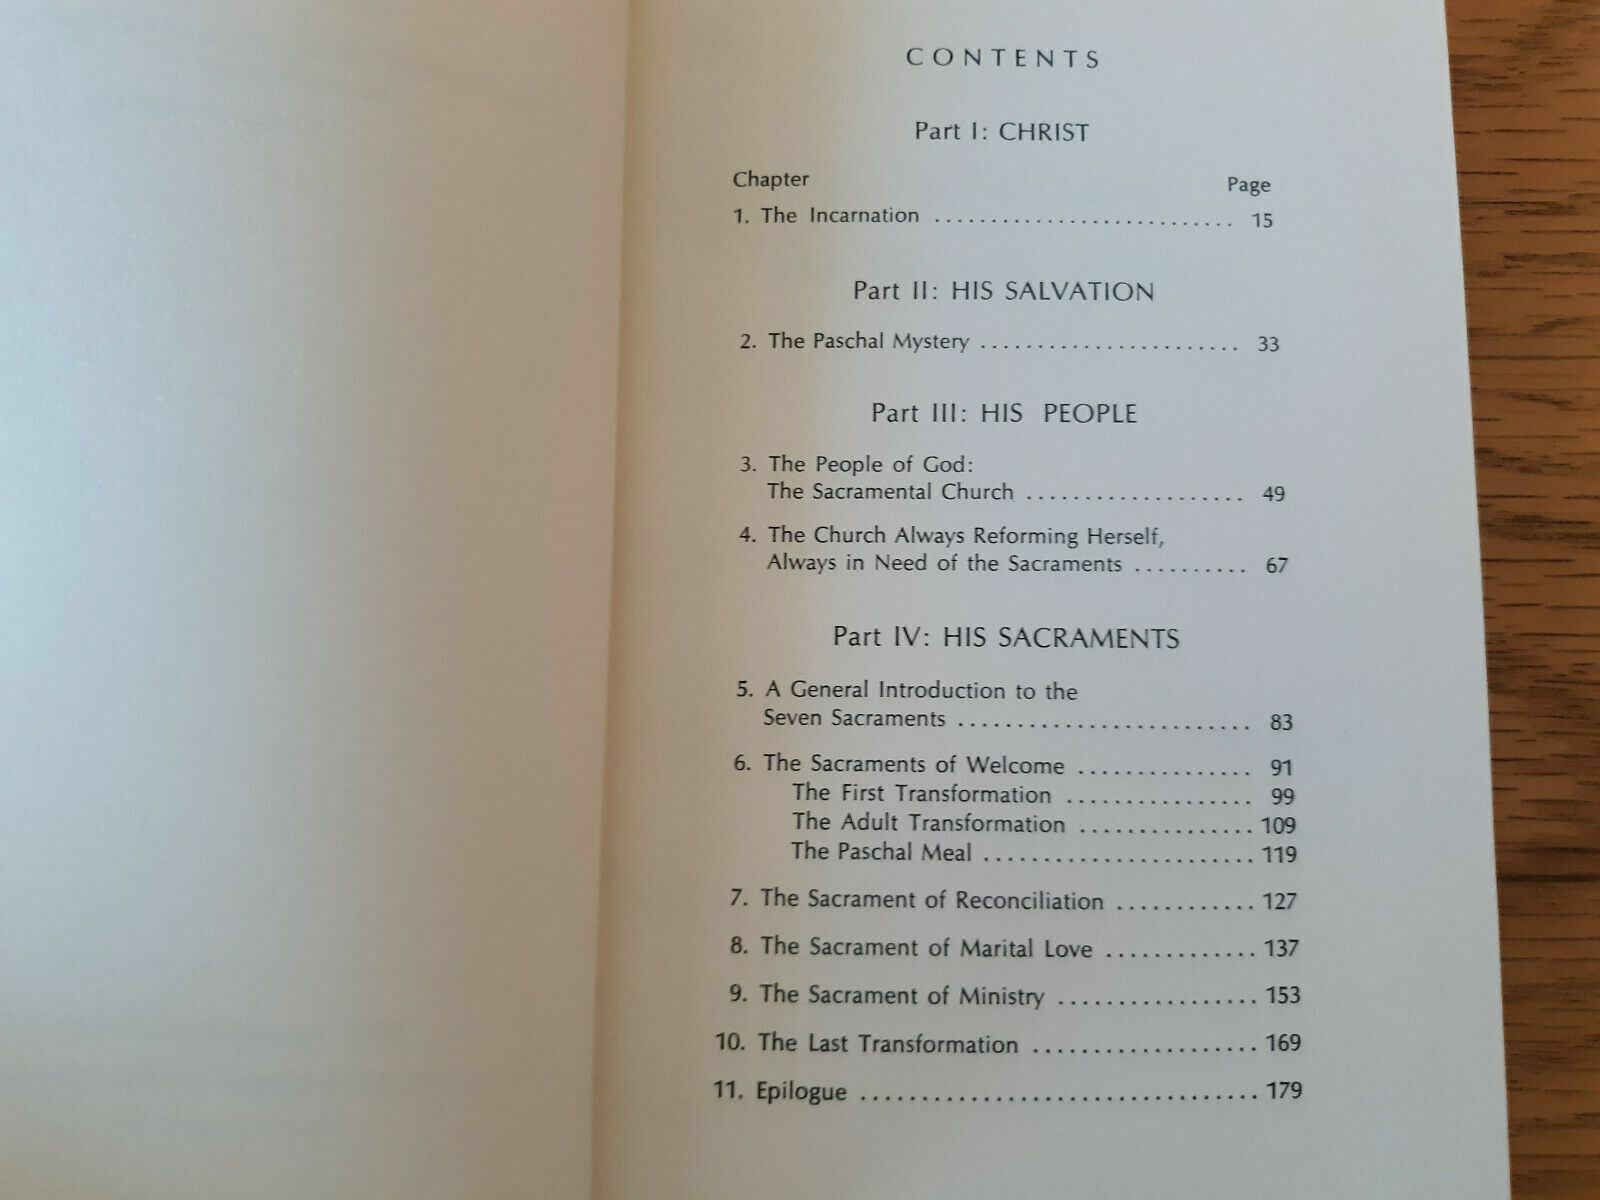 CONTENTS
Part I: CHRIST
Chapter Page
1. The Incarnation .......................... 15
Part II: HIS SALVATION
2. The Paschal Mystery ....................... 33
Part III: HIS PEOPLE
3. The People of God:
The Sacramental Church ................... 49
4. The Church Always Reforming Herself,
Always in Need of the Sacraments .......... 67
Part IV: HIS SACRAMENTS
5. A General Introduction to the
Seven Sacraments ......................... 83
6. The Sacraments of Welcome ............... 91
The First Transformation ................ 99
The Adult Transformation ............... 109
The Paschal Meal ....................... 119
7. The Sacrament of Reconciliation ............ 127
8. The Sacrament of Marital Love ............. 137
9. The Sacrament of Ministry ................. 153
10. The Last Transformation ................... 169
11. Epilogue ................................. 179